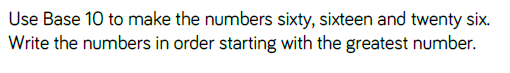 Use Base 10 to make the numbers sixty, sixteen and twenty six.
Write the numbers in order starting with the greatest number.